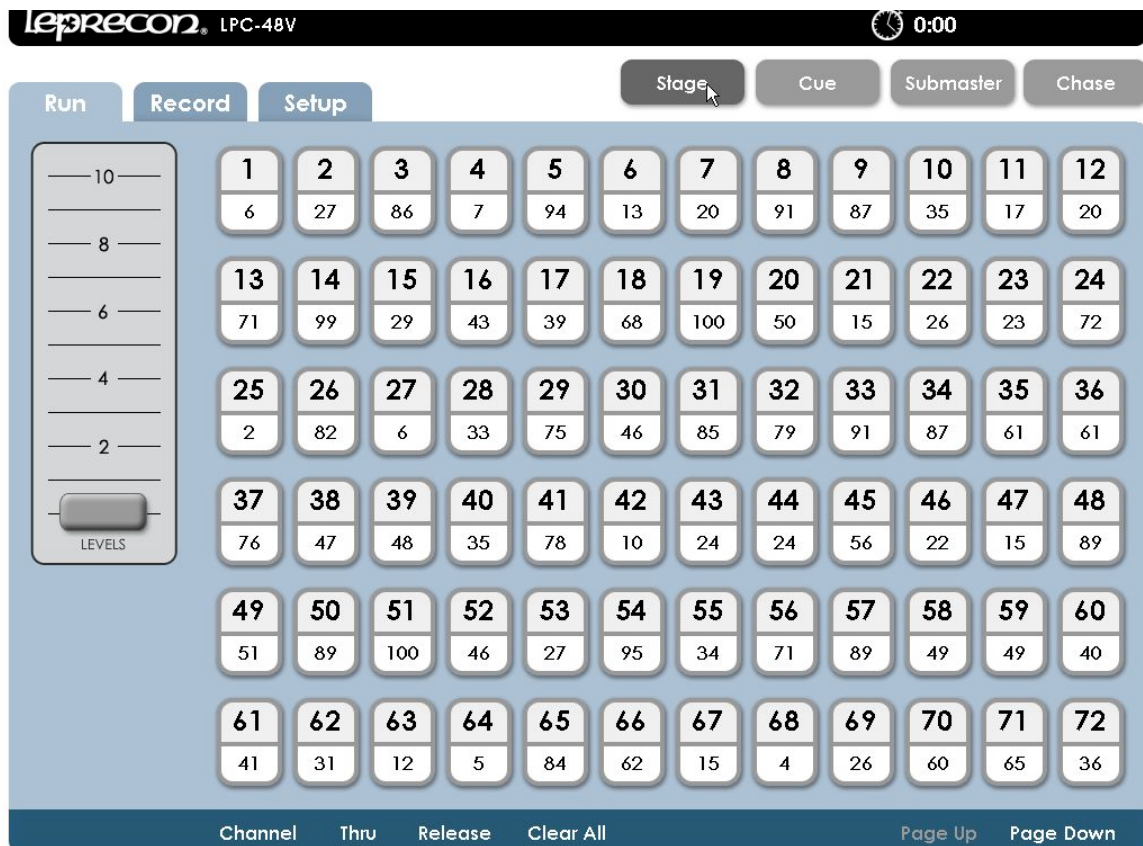 leprecon® LPC-48V 0:00
Stage Cue Submaster Chase
Run Record Setup
10
8
6
4
2
LEVELS
1 2 3 4 5 6 7 8 9 10 11 12
6 27 86 7 94 13 20 91 87 35 17 20
13 14 15 16 17 18 19 20 21 22 23 24
71 99 29 43 39 68 100 50 15 26 23 72
25 26 27 28 29 30 31 32 33 34 35 36
2 82 6 33 75 46 85 79 91 87 61 61
37 38 39 40 41 42 43 44 45 46 47 48
76 47 48 35 78 10 24 24 56 22 15 89
49 50 51 52 53 54 55 56 57 58 59 60
51 89 100 46 27 95 34 71 89 49 49 40
61 62 63 64 65 66 67 68 69 70 71 72
41 31 12 5 84 62 15 4 26 60 65 36
Channel Thru Release Clear All Page Up Page Down